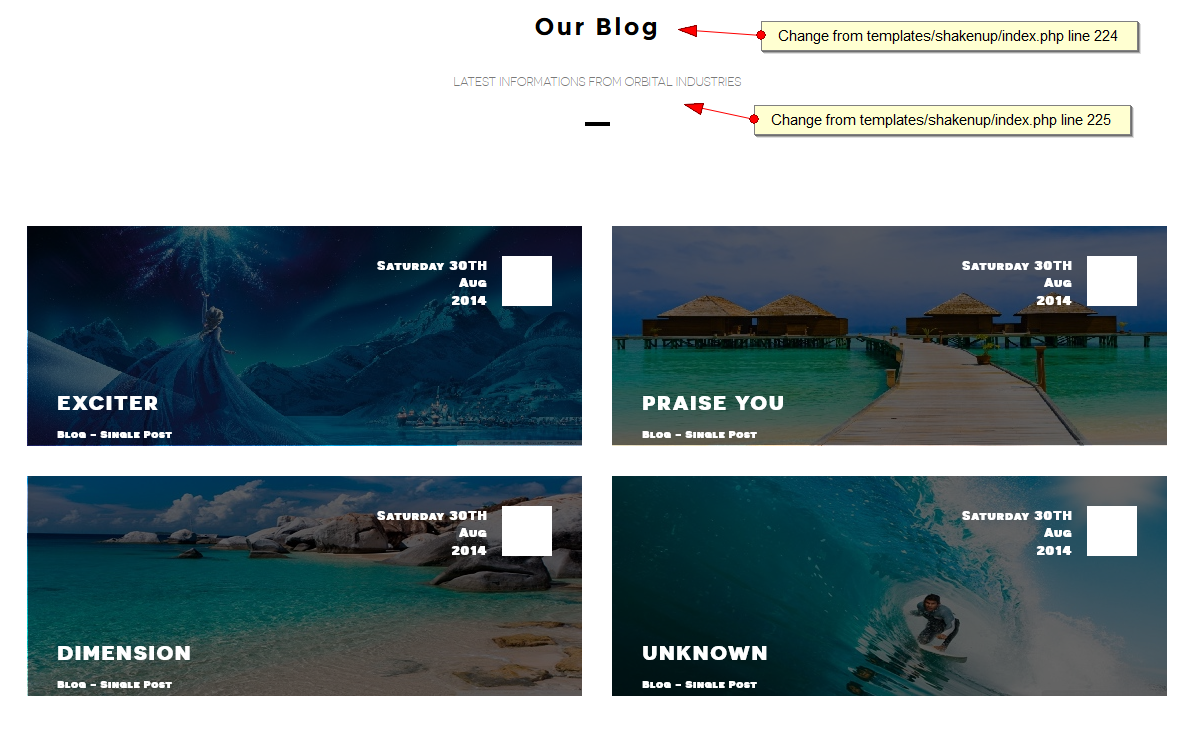 Our Blog
Change from templates/shakenup/index.php line 224
LATEST INFORMATIONS FROM ORBITAL INDUSTRIES
Change from templates/shakenup/index.php line 225
Saturday 30TH
Aug
2014
EXCITER
Blog - Single Post
Saturday 30TH
Aug
2014
PRAISE YOU
Blog - Single Post
Saturday 30TH
Aug
2014
DIMENSION
Blog - Single Post
Saturday 30TH
Aug
2014
UNKNOWN
Blog - Single Post